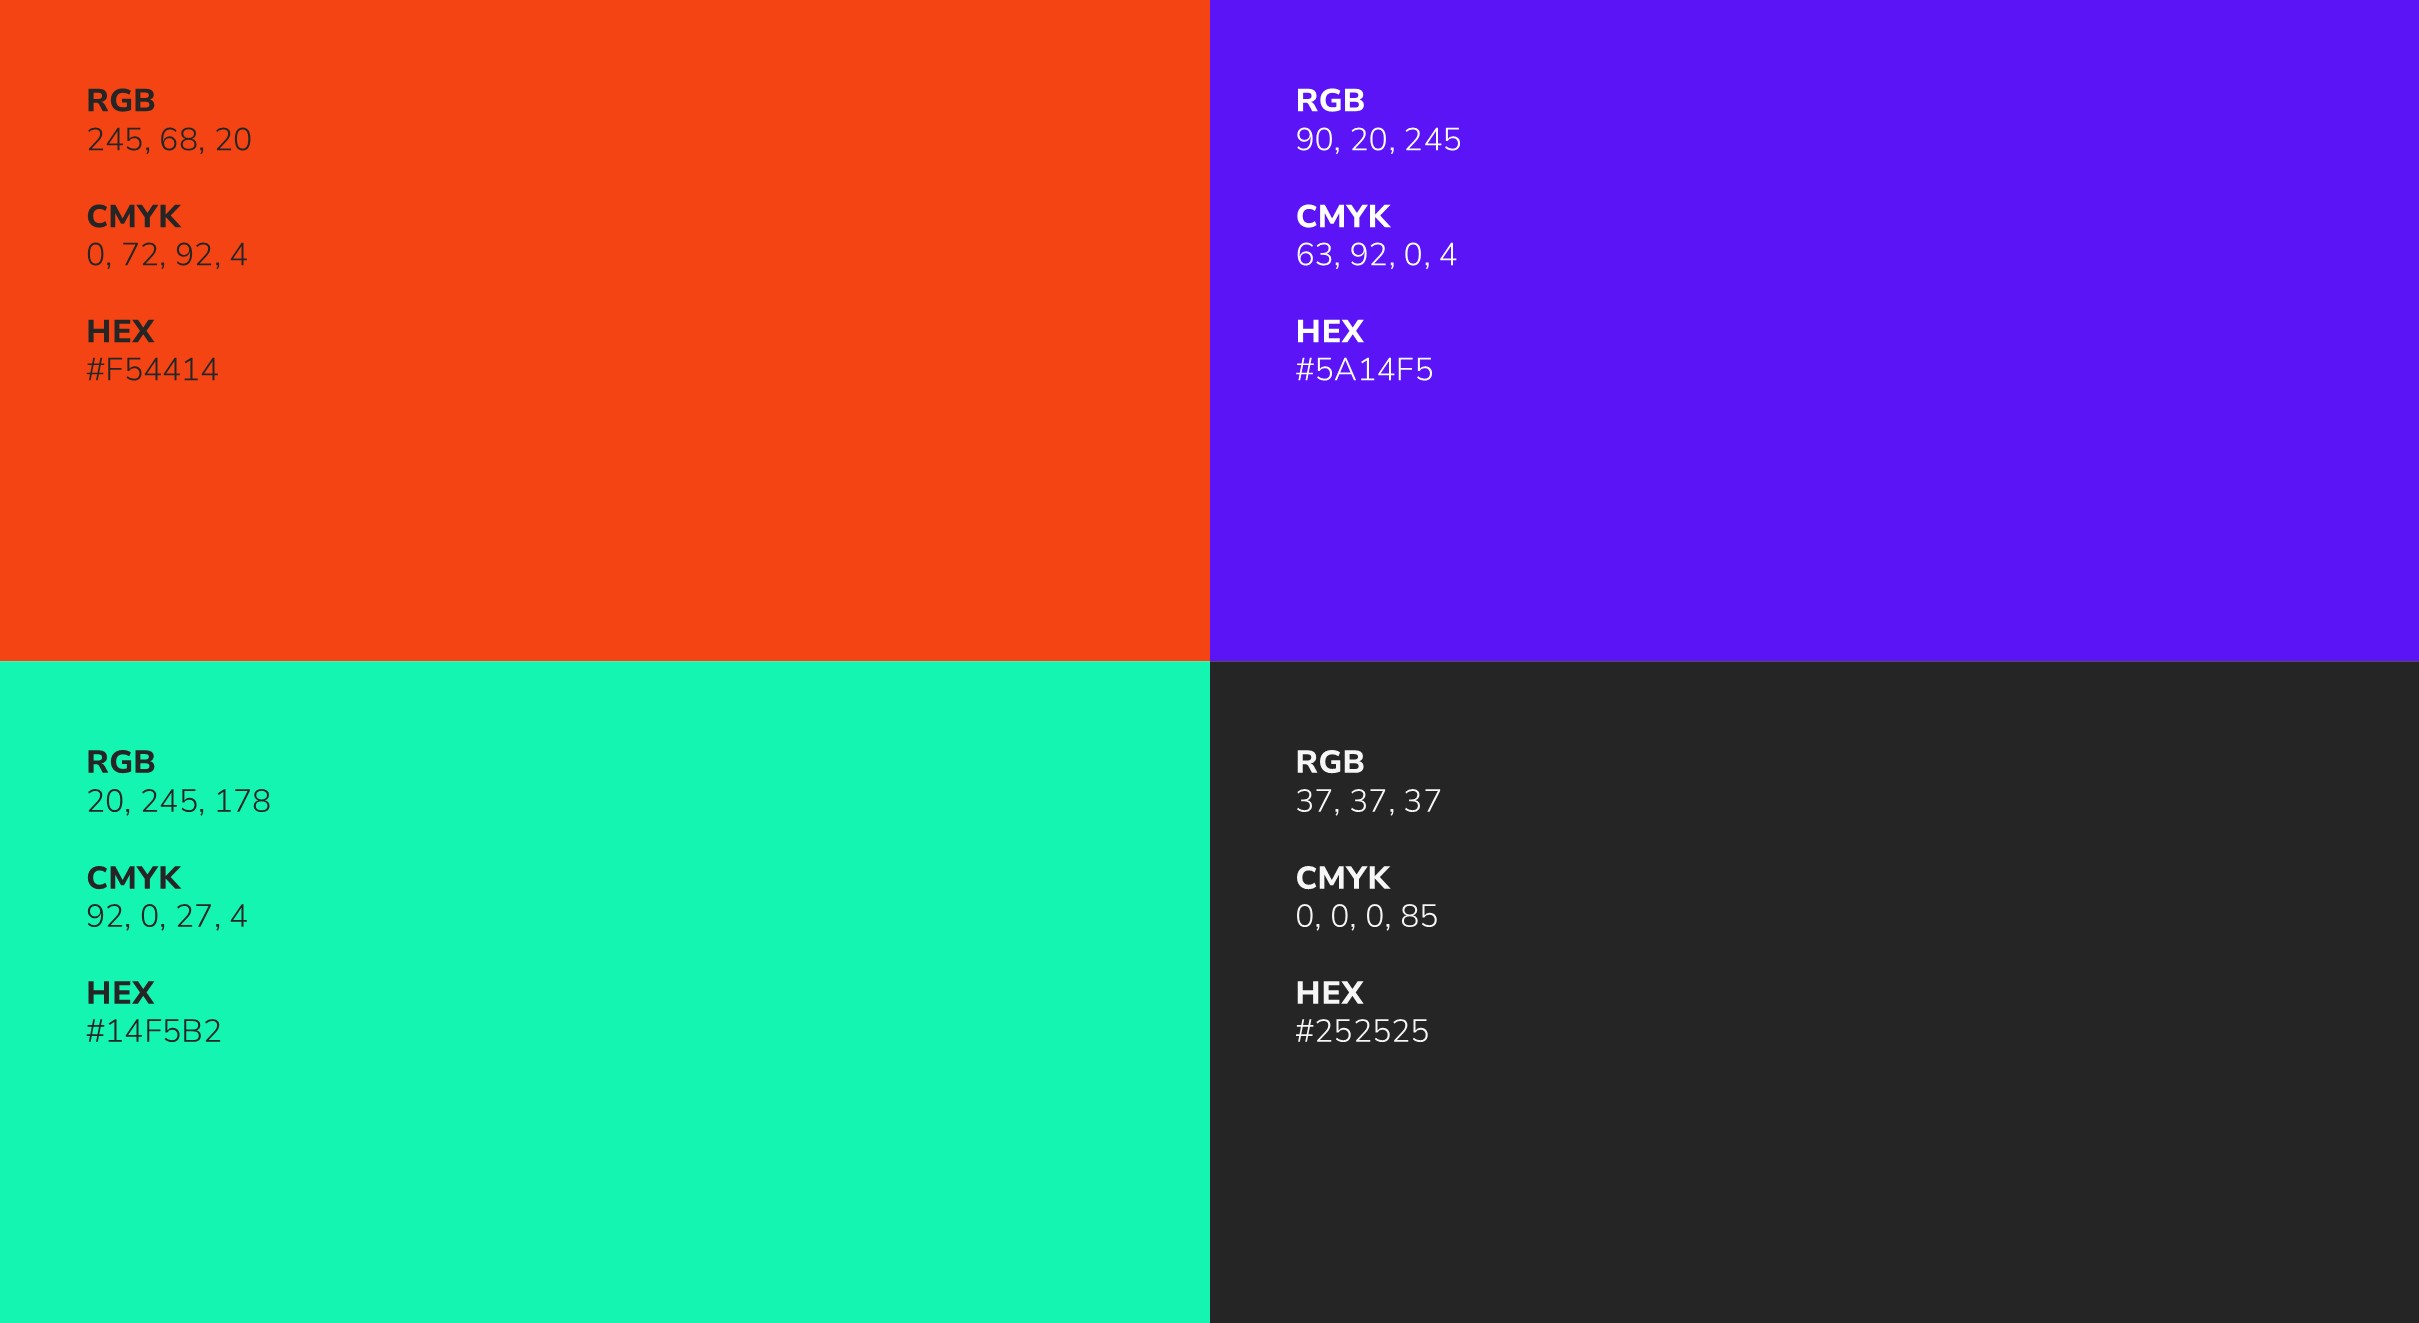 RGB
245, 68, 20
CMYK
0, 72, 92, 4
HEX
#F54414
RGB
90, 20, 245
CMYK
63, 92, 0, 4
HEX
#5A14F5
RGB
20, 245, 178
CMYK
92, 0, 27, 4
HEX
#14F5B2
RGB
37, 37, 37
CMYK
0, 0, 0, 85
HEX
#252525